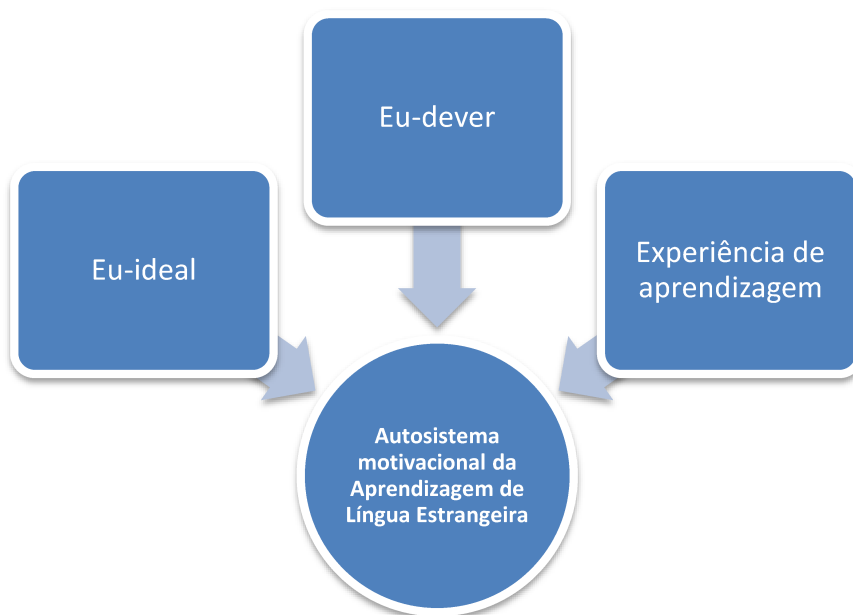 Eu-dever
Eu-ideal
Experiência de
aprendizagem
Autosistema
motivacional da
Aprendizagem de
Língua Estrangeira